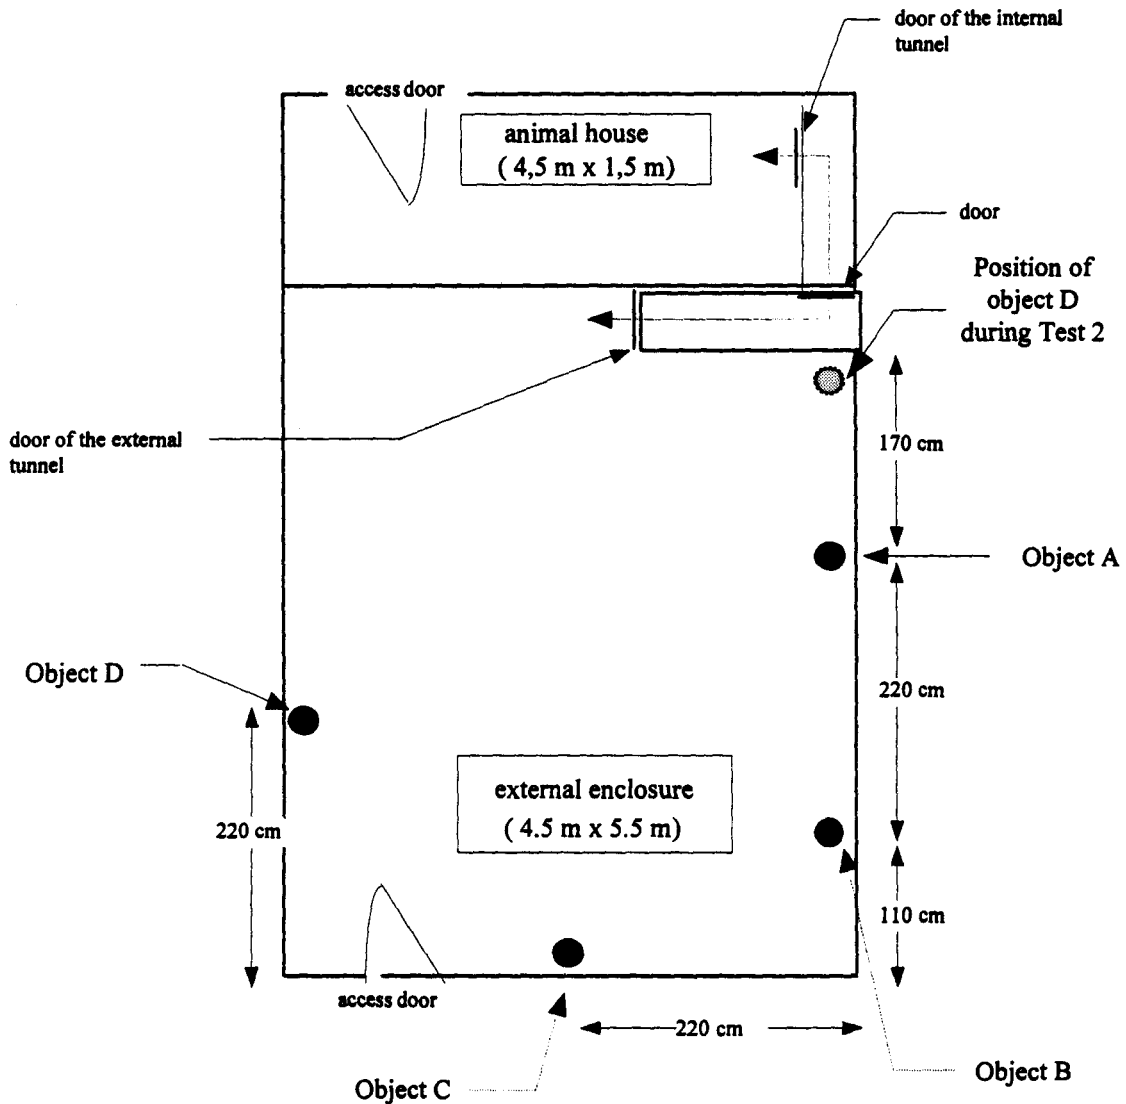 door of the internal
tunnel
access door
animal house
( 4,5 m x 1,5 m)
door
Position of
object D
during Test 2
door of the external
tunnel
170 cm
Object A
Object D
220 cm
external enclosure
( 4.5 m x 5.5 m)
220 cm
110 cm
access door
220 cm
Object B
Object C